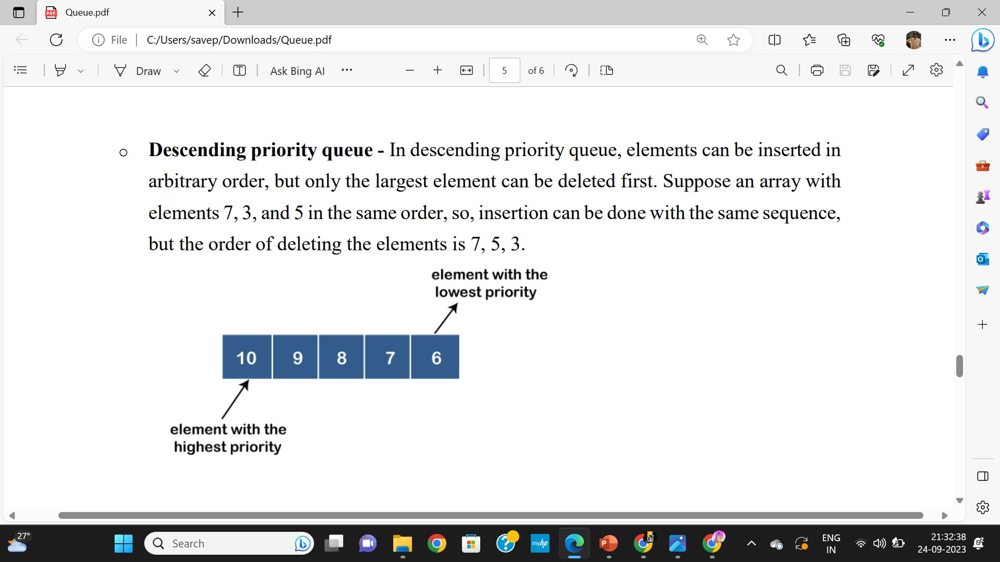 Queue.pdf
File
C:/Users/savep/Downloads/Queue.pdf
Draw
Ask Bing AI
5 of 6
Descending priority queue - In descending priority queue, elements can be inserted in
arbitrary order, but only the largest element can be deleted first. Suppose an array with
elements 7, 3, and 5 in the same order, so, insertion can be done with the same sequence,
but the order of deleting the elements is 7, 5, 3.
element with the
lowest priority
10 9 8 7 6
element with the
highest priority
27°
Search
myhp
ENG
IN
21:32:38
24-09-2023